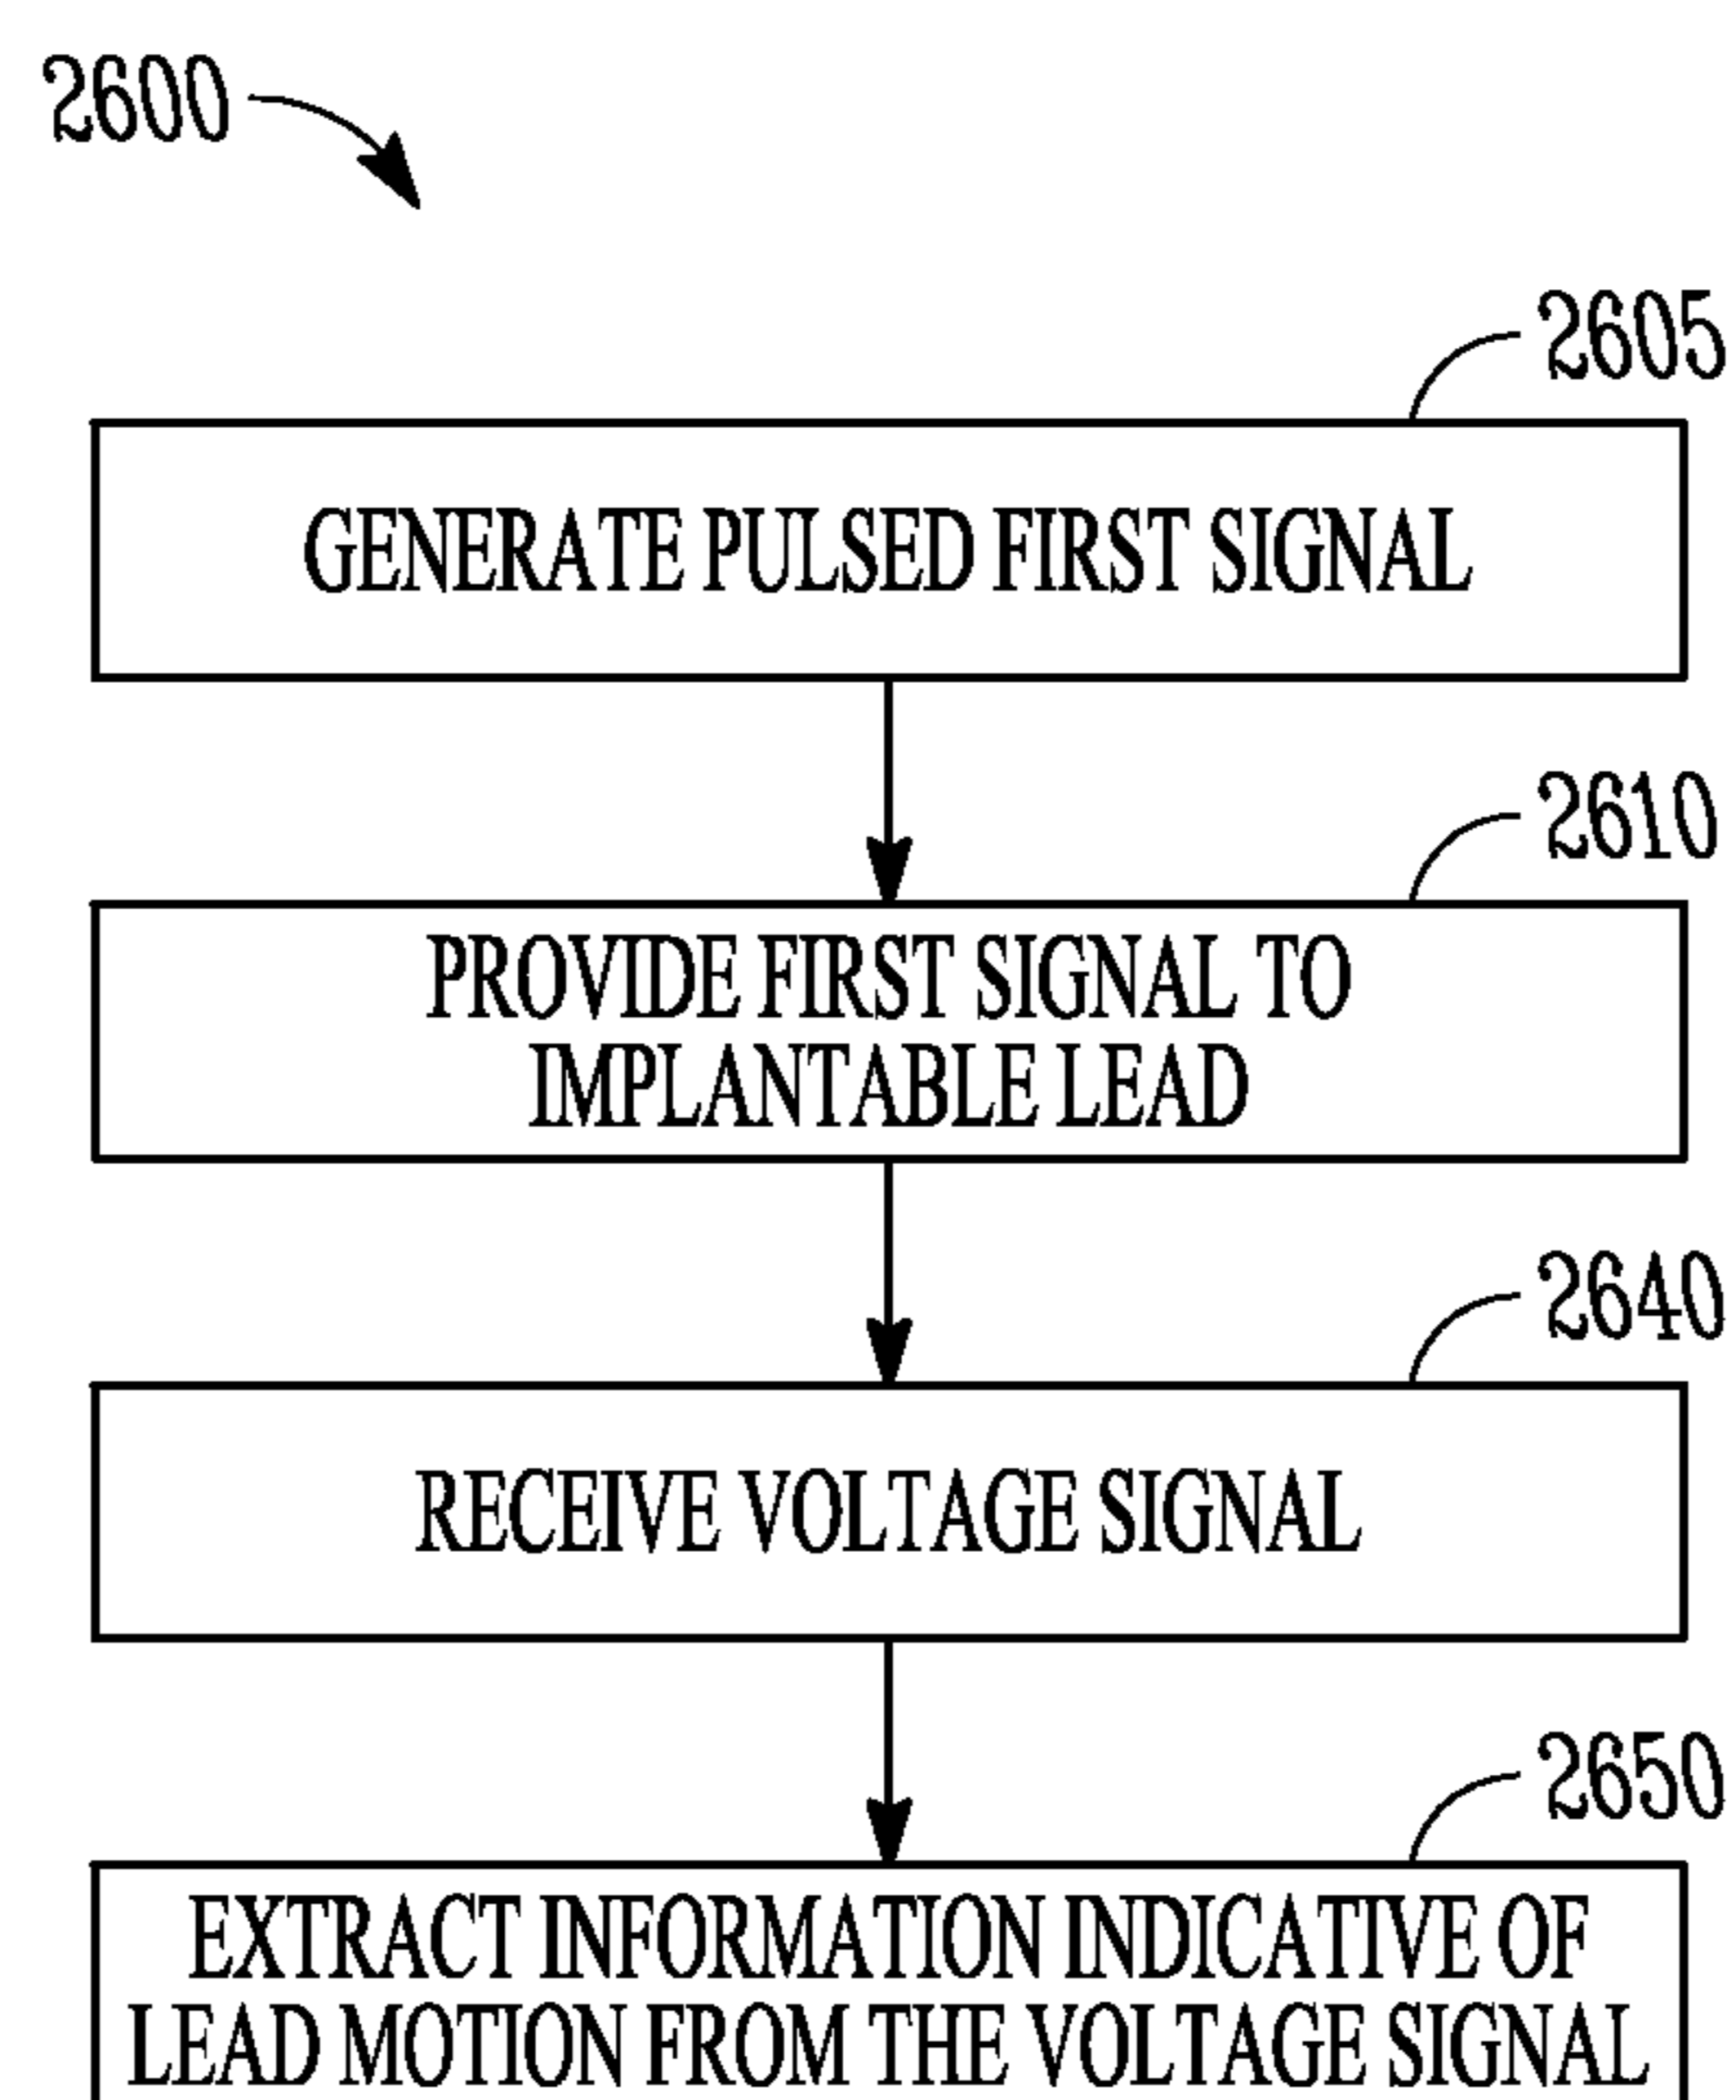 2600
2605
GENERATE PULSED FIRST SIGNAL
2610
PROVIDE FIRST SIGNAL TO
IMPLANTABLE LEAD
2640
RECEIVE VOLTAGE SIGNAL
2650
EXTRACT INFORMATION INDICATIVE OF
LEAD MOTION FROM THE VOLTAGE SIGNAL